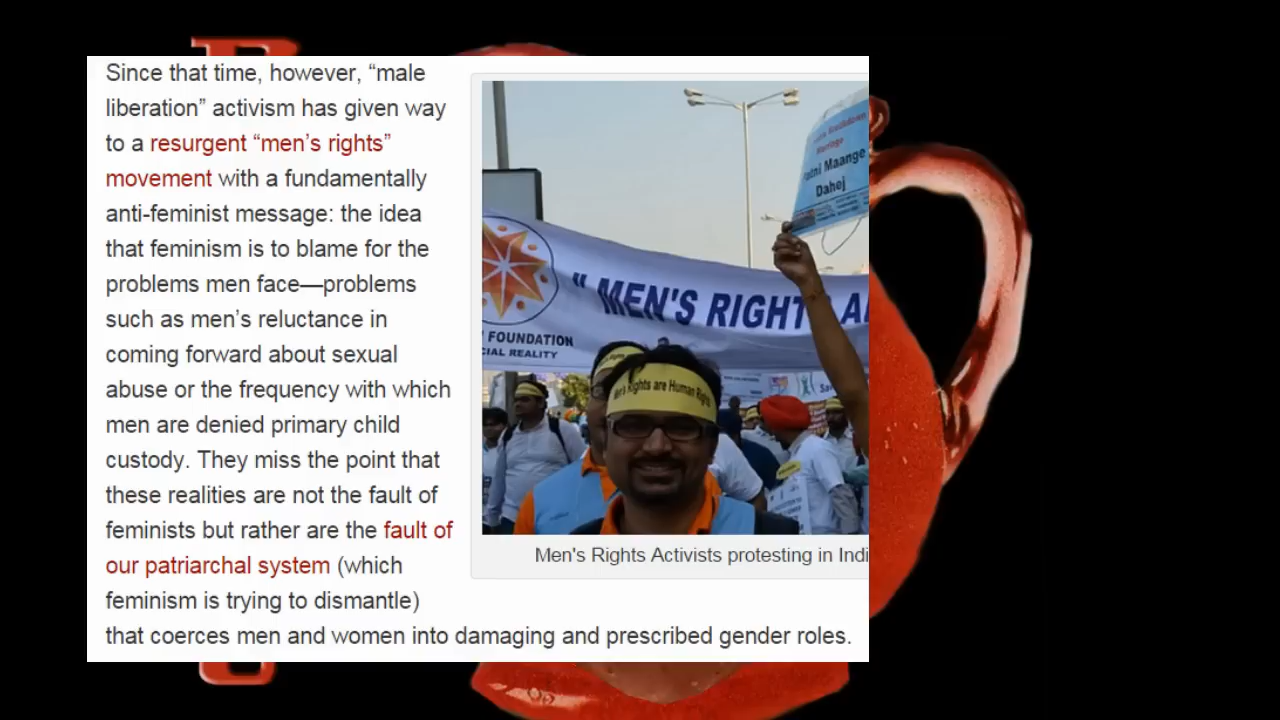 Since that time, however, “male
liberation” activism has given way
to a resurgent “men’s rights”
movement with a fundamentally
anti-feminist message: the idea
that feminism is to blame for the
problems men face—problems
such as men’s reluctance in
coming forward about sexual
abuse or the frequency with which
men are denied primary child
custody. They miss the point that
these realities are not the fault of
feminists but rather are the fault of
our patriarchal system (which
feminism is trying to dismantle)
that coerces men and women into damaging and prescribed gender roles.
Marriage
Maange
Dahej
" MEN'S RIGHT
FOUNDATION
CIAL REALITY
Men's Rights are Human Rights
Men's Rights Activists protesting in Indi